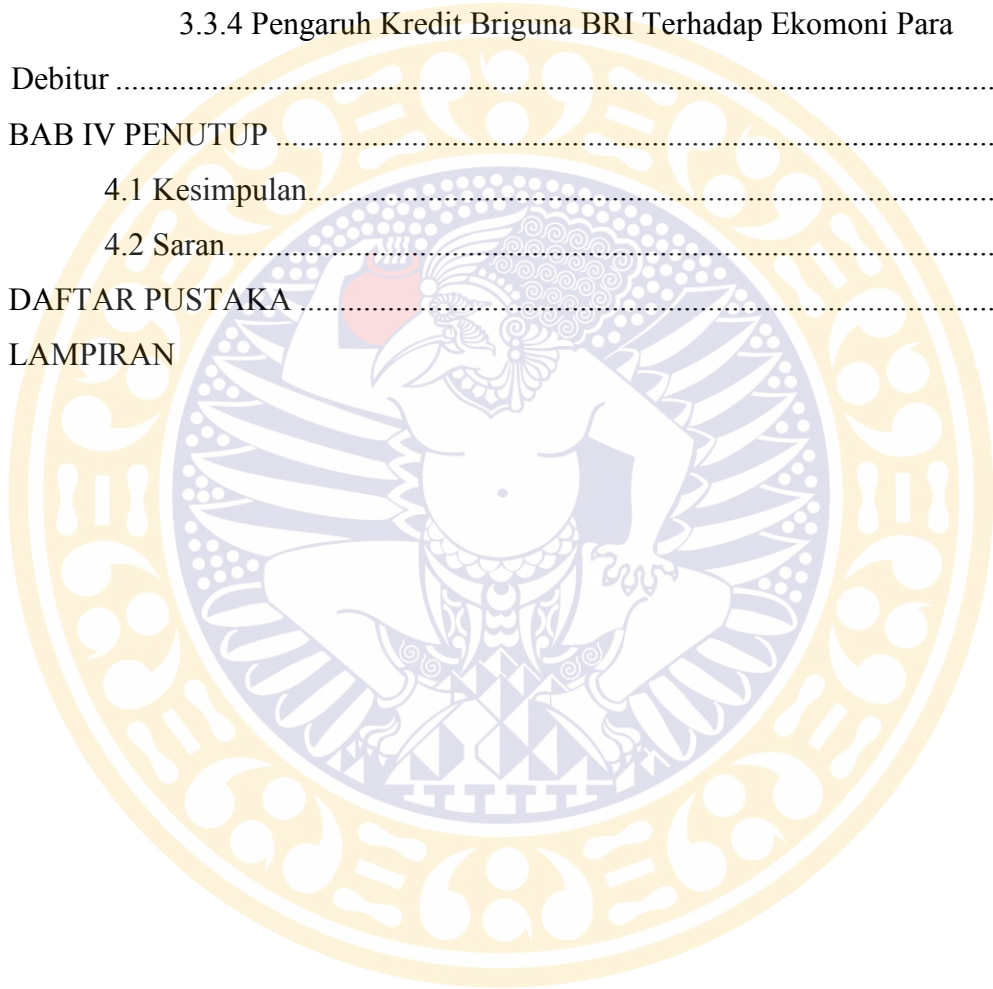 3.3.4 Pengaruh Kredit Briguna BRI Terhadap Ekomoni Para
Debitur ..............................................................................................................
BAB IV PENUTUP ..........................................................................................
4.1 Kesimpulan.......................................................................................
4.2 Saran.................................................................................................
DAFTAR PUSTAKA .......................................................................................
LAMPIRAN